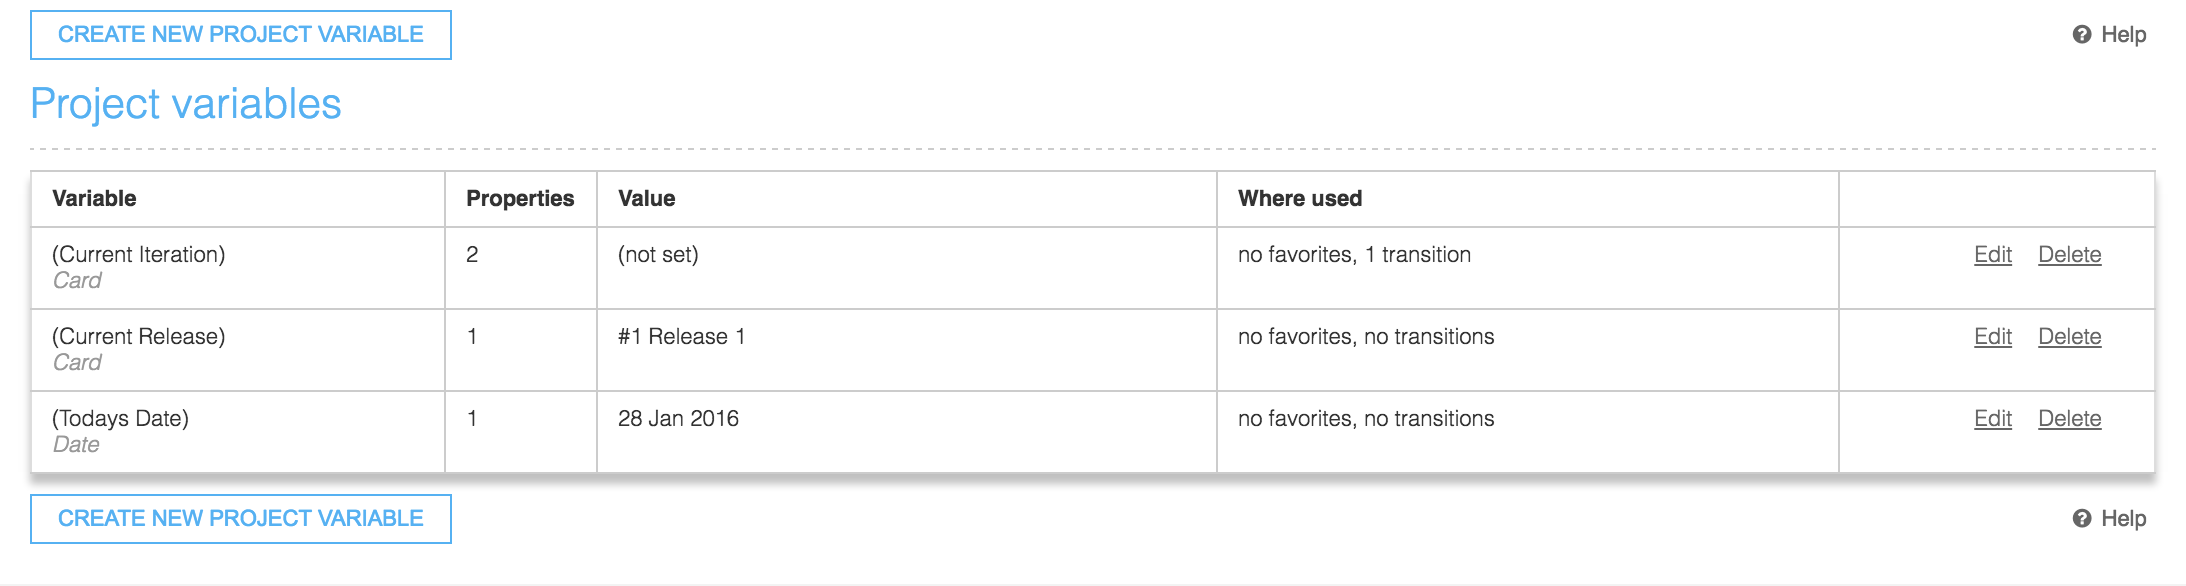 CREATE NEW PROJECT VARIABLE
Help
Project variables
Variable Properties Value Where used
(Current Iteration) 2 (not set) no favorites, 1 transition Edit Delete
Card
(Current Release) 1 #1 Release 1 no favorites, no transitions Edit Delete
Card
(Todays Date) 1 28 Jan 2016 no favorites, no transitions Edit Delete
Date
CREATE NEW PROJECT VARIABLE
Help